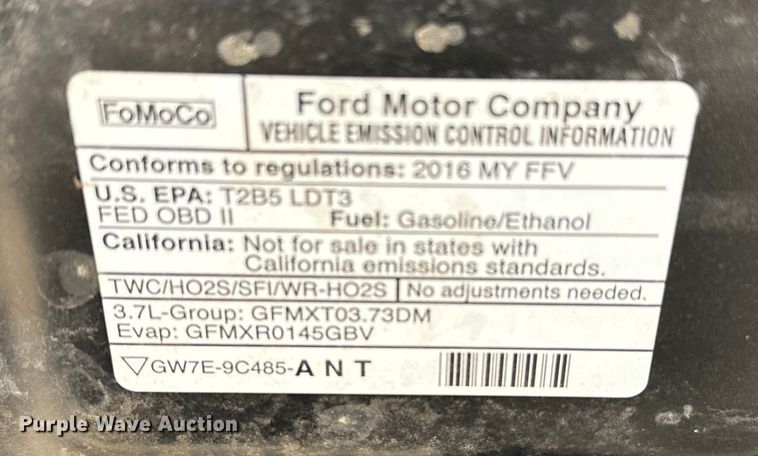 FoMoCo
Ford Motor Company
VEHICLE EMISSION CONTROL INFORMATION
Conforms to regulations: 2016 MY FFV
U.S. EPA: T2B5 LDT3
FED OBD II Fuel: Gasoline/Ethanol
California: Not for sale in states with
California emissions standards.
TWC/HO2S/SFI/WR-HO2S No adjustments needed.
3.7L-Group: GFMXT03.73DM
Evap: GFMXR0145GBV
GW7E-9C485-A N T
Purple Wave Auction